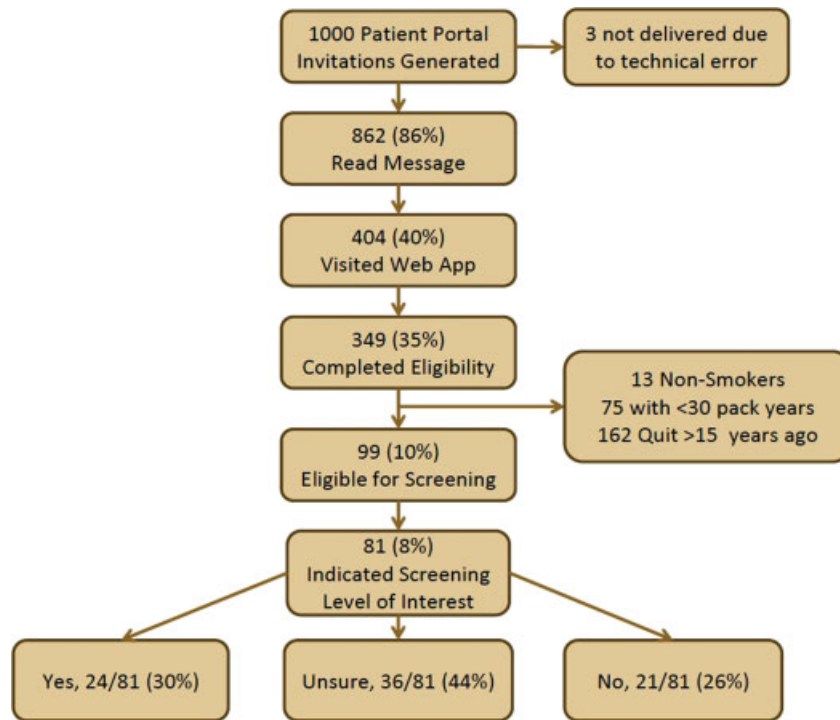 1000 Patient Portal
Invitations Generated
3 not delivered due
to technical error
862 (86%)
Read Message
404 (40%)
Visited Web App
349 (35%)
Completed Eligibility
13 Non-Smokers
75 with <30 pack years
162 Quit >15 years ago
99 (10%)
Eligible for Screening
81 (8%)
Indicated Screening
Level of Interest
Yes, 24/81 (30%)
Unsure, 36/81 (44%)
No, 21/81 (26%)